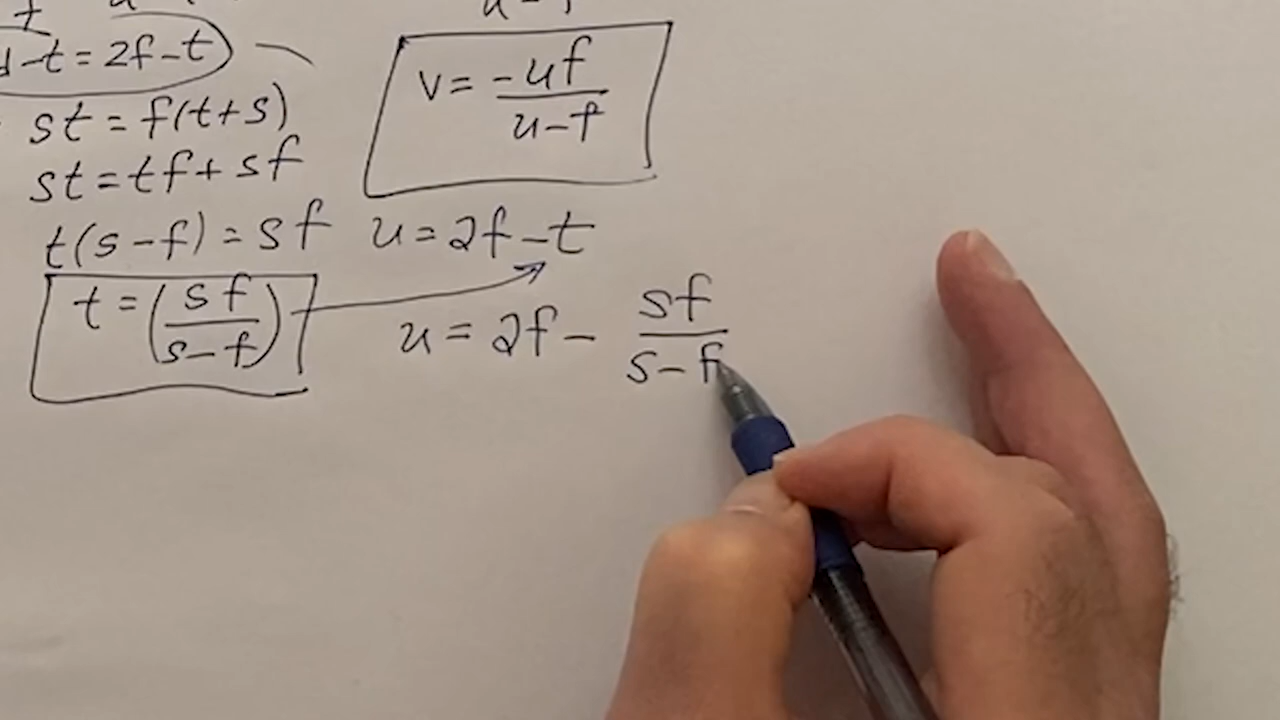 -t = 2f - t
st = f(t+s)
st = tf + sf
t(s-f) = sf
t = (sf/(s-f))
v = -uf/(u-f)
u = 2f - t
u = 2f - sf/(s-f)